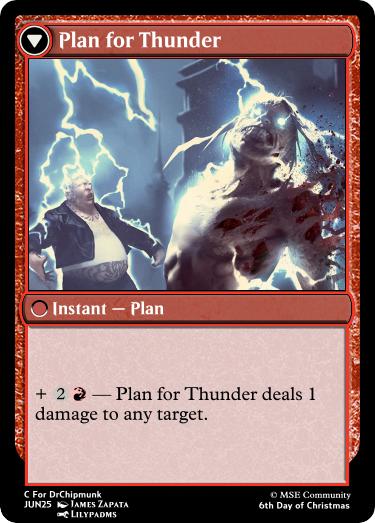 Plan for Thunder
Instant — Plan
+ 2 R — Plan for Thunder deals 1
damage to any target.
C For DrChipmunk
JUN25 James Zapata
Lilypadms
© MSE Community
6th Day of Christmas